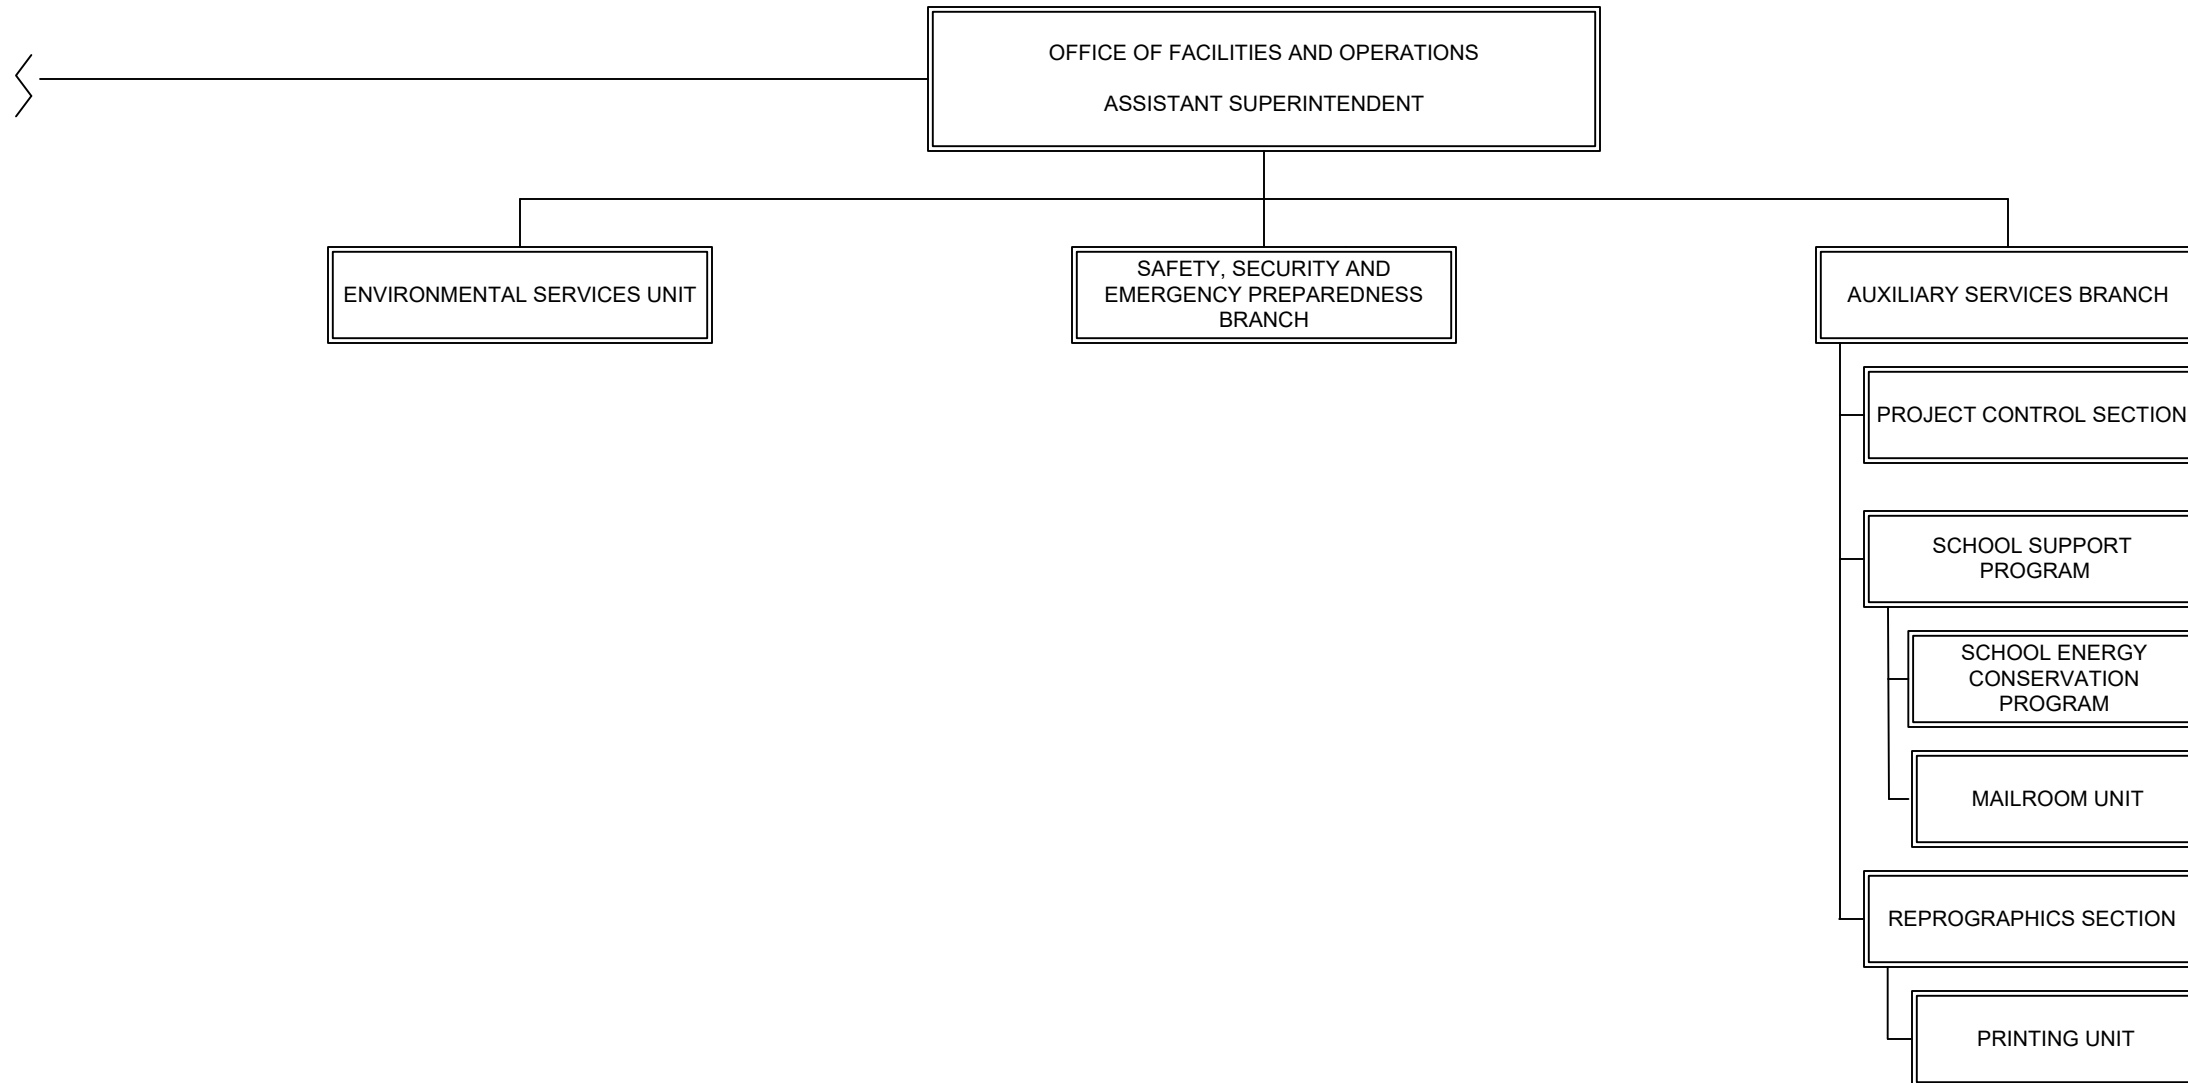 OFFICE OF FACILITIES AND OPERATIONS
ASSISTANT SUPERINTENDENT
ENVIRONMENTAL SERVICES UNIT
SAFETY, SECURITY AND
EMERGENCY PREPAREDNESS
BRANCH
AUXILIARY SERVICES BRANCH
PROJECT CONTROL SECTION
SCHOOL SUPPORT
PROGRAM
SCHOOL ENERGY
CONSERVATION
PROGRAM
MAILROOM UNIT
REPROGRAPHICS SECTION
PRINTING UNIT